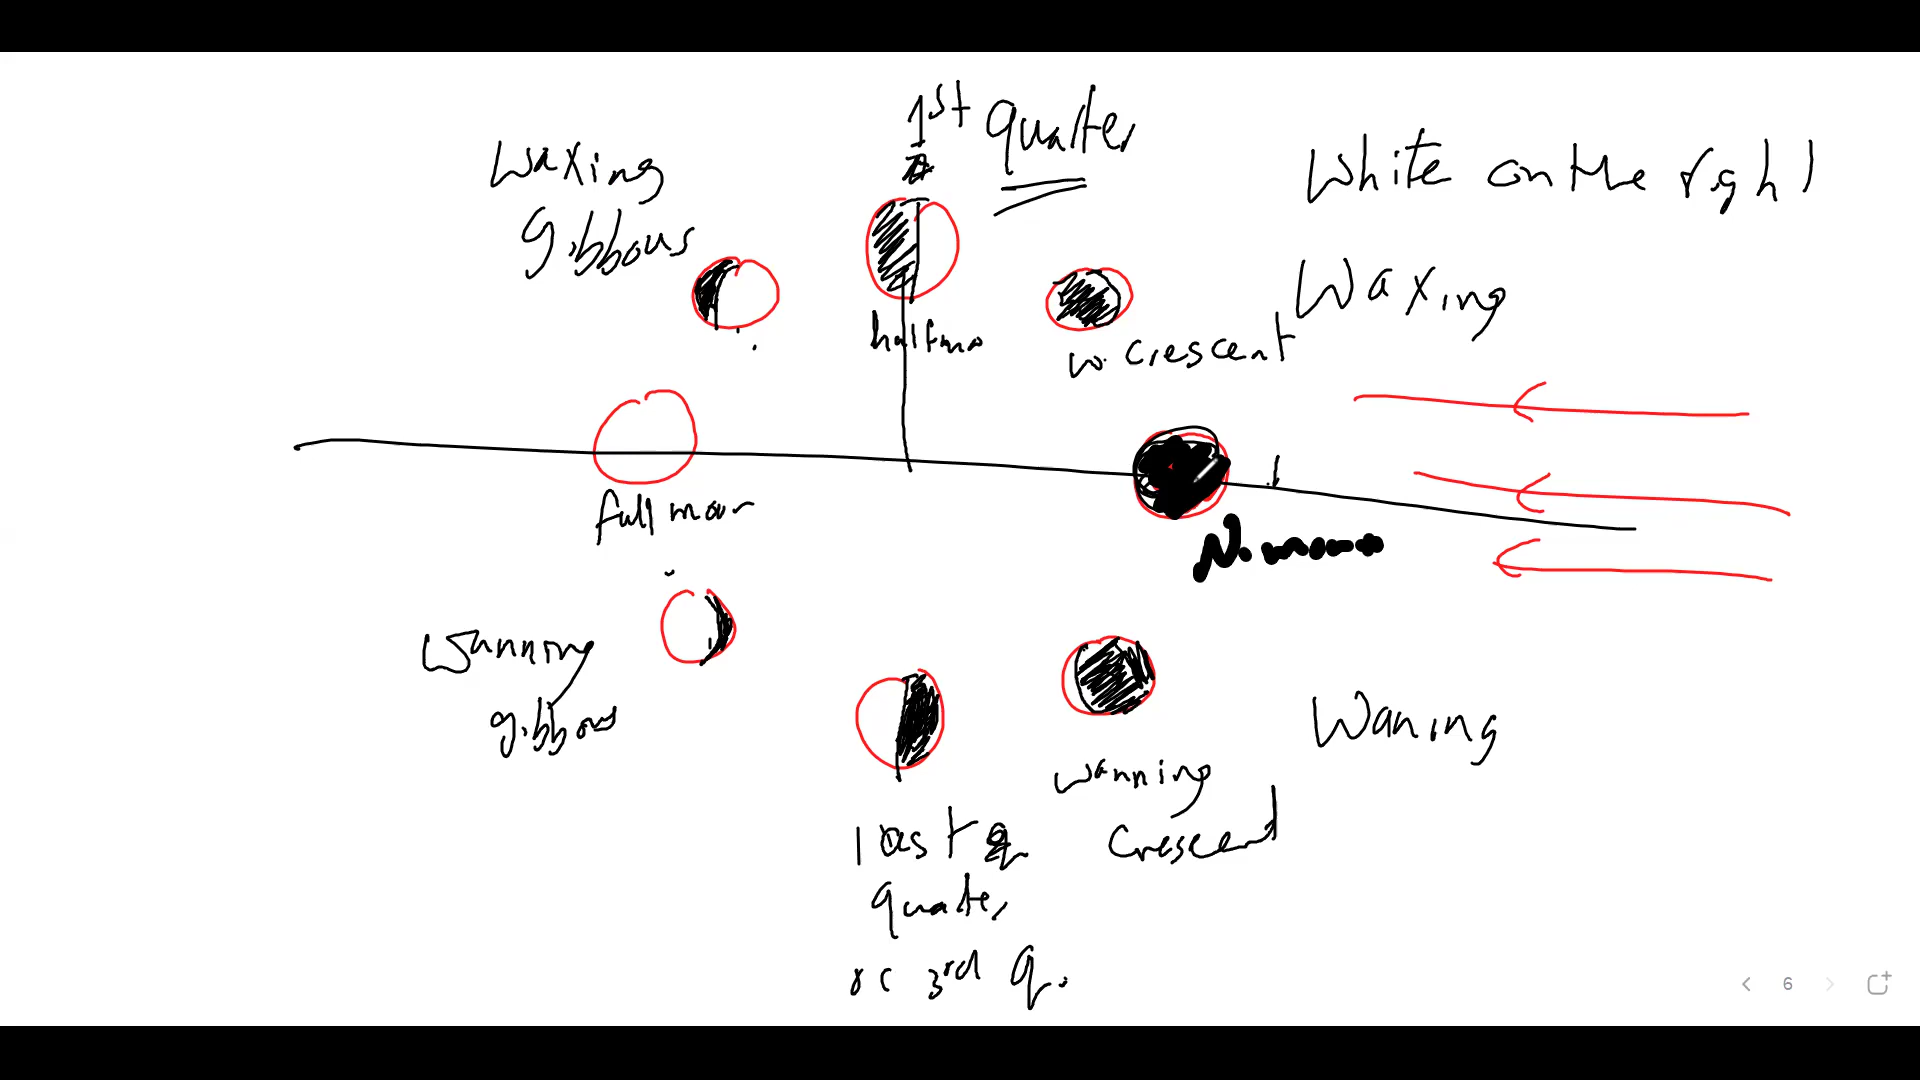 1st quarter
Waxing
gibbous
White on the right
Waxing
half mo
w. crescent
full moon
N. moon
Wanning
gibbous
Waning
wanning
crescent
last q
quarter
or 3rd q.
6